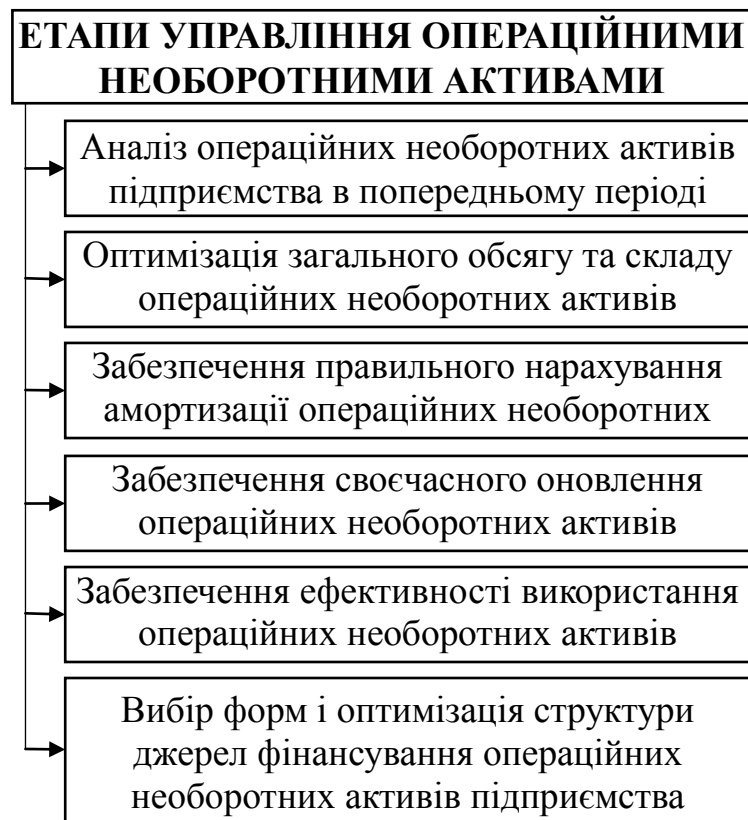 ЕТАПИ УПРАВЛІННЯ ОПЕРАЦІЙНИМИ
НЕОБОРОТНИМИ АКТИВАМИ
Аналіз операційних необоротних активів
підприємства в попередньому періоді
Оптимізація загального обсягу та складу
операційних необоротних активів
Забезпечення правильного нарахування
амортизації операційних необоротних
Забезпечення своєчасного оновлення
операційних необоротних активів
Забезпечення ефективності використання
операційних необоротних активів
Вибір форм і оптимізація структури
джерел фінансування операційних
необоротних активів підприємства